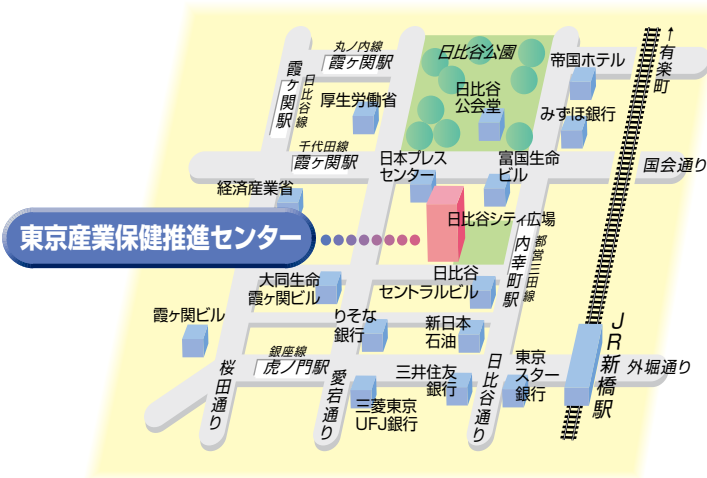 丸ノ内線
霞ヶ関駅
日比谷公園
帝国ホテル
↑有楽町
霞ヶ関駅
日比谷線
厚生労働省
日比谷
公会堂
みずほ銀行
千代田線
霞ヶ関駅
日本プレス
センター
富国生命
ビル
国会通り
経済産業省
東京産業保健推進センター
日比谷シティ広場
内幸町駅
都営三田線
大同生命
霞ヶ関ビル
日比谷
セントラルビル
霞ヶ関ビル
りそな
銀行
新日本
石油
JR新橋駅
銀座線
虎ノ門駅
桜田通り
愛宕通り
三井住友
銀行
日比谷通り
東京
スター
銀行
外堀通り
三菱東京
UFJ銀行